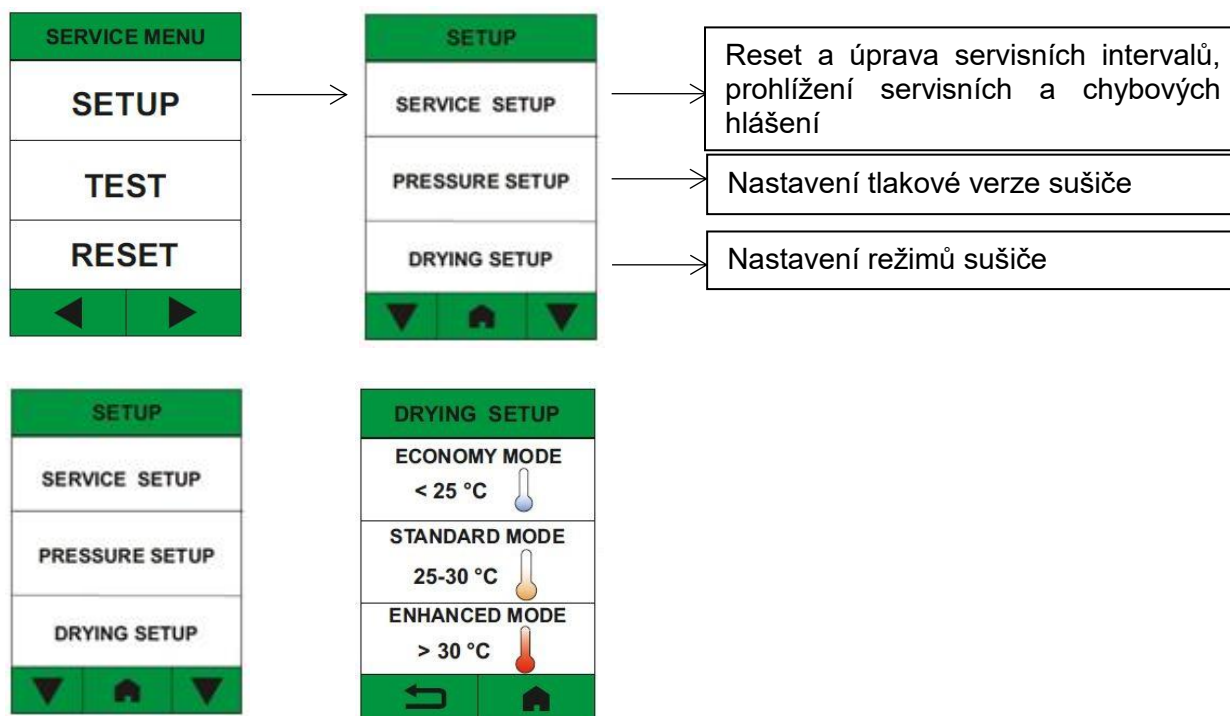 SERVICE MENU
SETUP
TEST
RESET
SETUP
SERVICE SETUP
PRESSURE SETUP
DRYING SETUP
Reset a úprava servisních intervalů,
prohlížení servisních a chybových
hlášení
Nastavení tlakové verze sušiče
Nastavení režimů sušiče
SETUP
SERVICE SETUP
PRESSURE SETUP
DRYING SETUP
DRYING SETUP
ECONOMY MODE
< 25 °C
STANDARD MODE
25-30 °C
ENHANCED MODE
> 30 °C